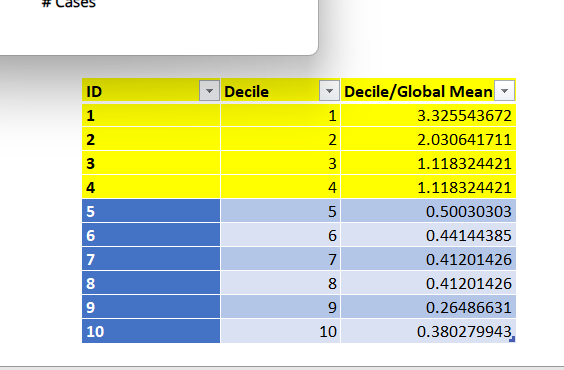 # Cases
ID Decile Decile/Global Mean
1 1 3.325543672
2 2 2.030641711
3 3 1.118324421
4 4 1.118324421
5 5 0.50030303
6 6 0.44144385
7 7 0.41201426
8 8 0.41201426
9 9 0.26486631
10 10 0.380279943